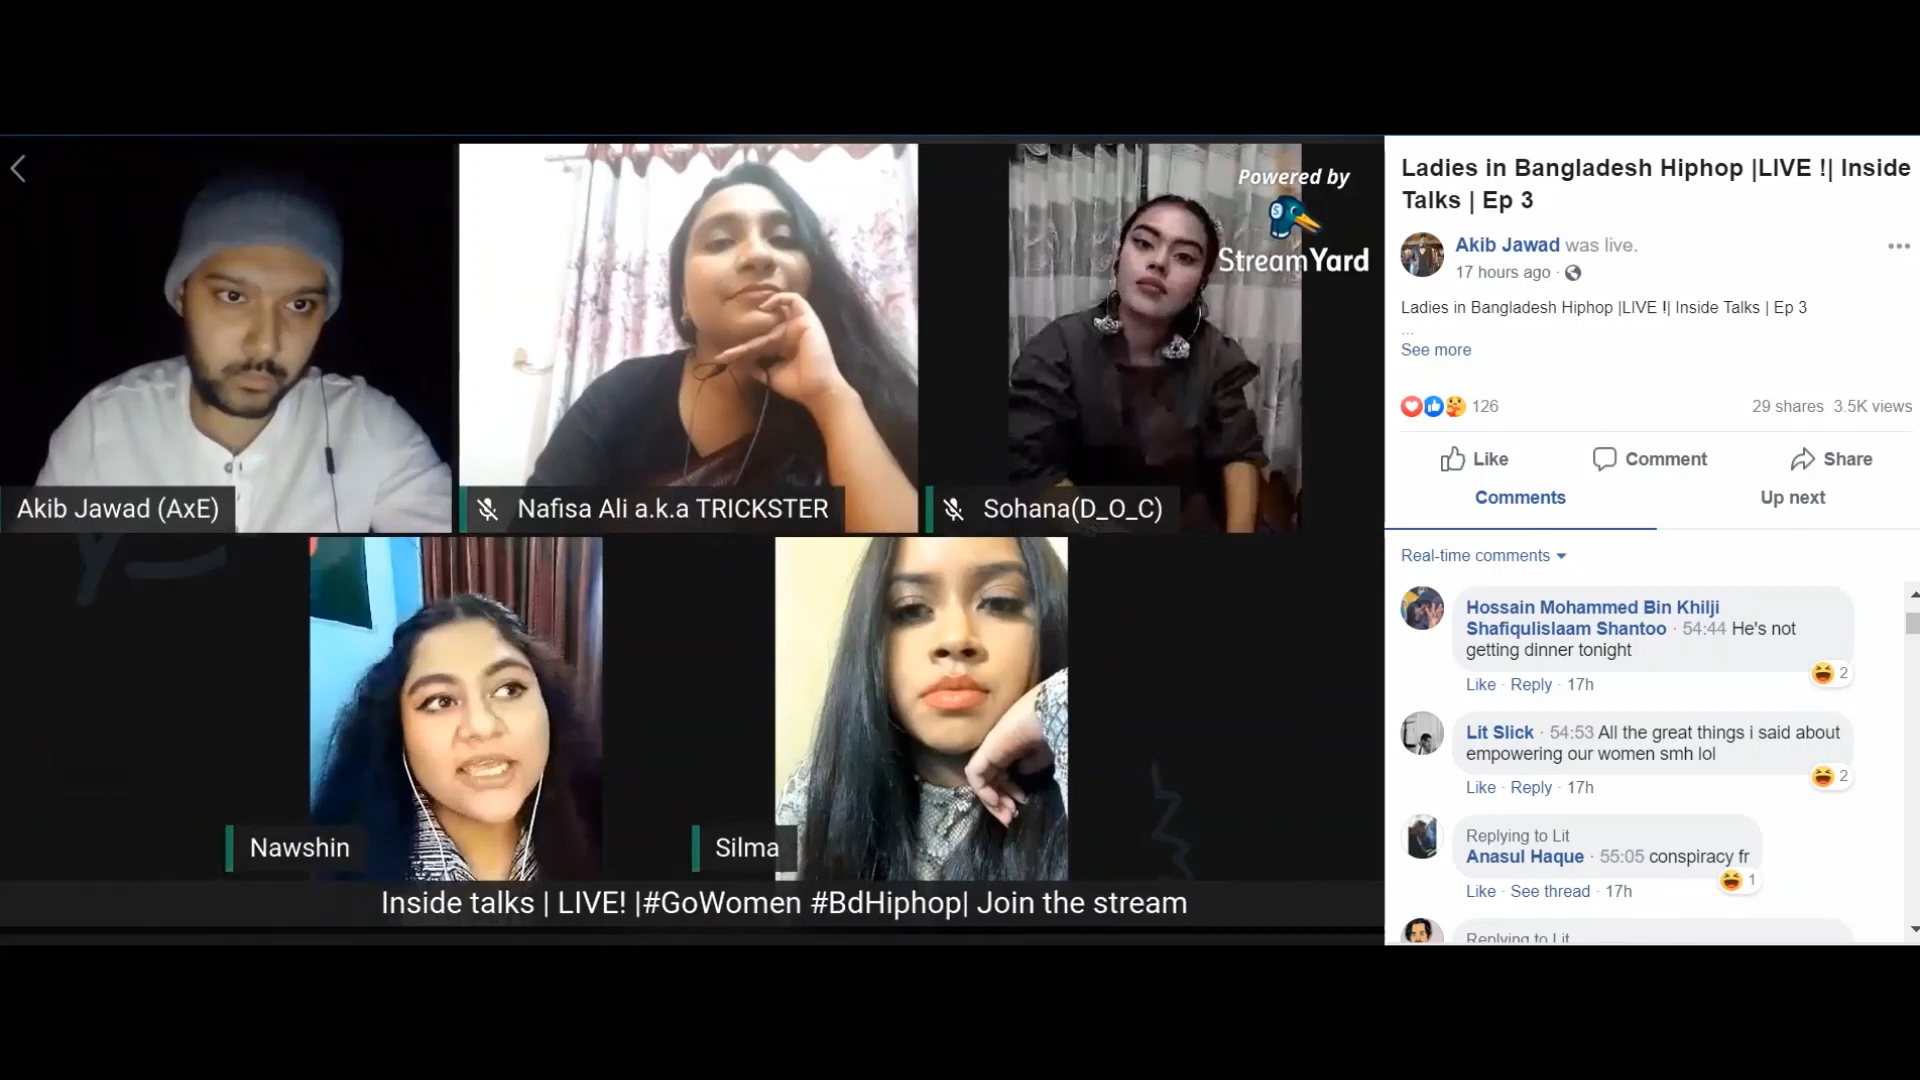 Powered by
StreamYard
Akib Jawad (AxE)
Nafisa Ali a.k.a TRICKSTER
Sohana(D_O_C)
Nawshin
Silma
Inside talks | LIVE! |#GoWomen #BdHiphop| Join the stream
Ladies in Bangladesh Hiphop |LIVE !| Inside
Talks | Ep 3
Akib Jawad was live.
17 hours ago ·
Ladies in Bangladesh Hiphop |LIVE !| Inside Talks | Ep 3
...
See more
126
29 shares 3.5K views
Like
Comment
Share
Comments
Up next
Real-time comments
Hossain Mohammed Bin Khilji
Shafiqulislaam Shantoo · 54:44 He's not
getting dinner tonight
2
Like · Reply · 17h
Lit Slick · 54:53 All the great things i said about
empowering our women smh lol
2
Like · Reply · 17h
Replying to Lit
Anasul Haque · 55:05 conspiracy fr
1
Like · See thread · 17h
Replying to Lit